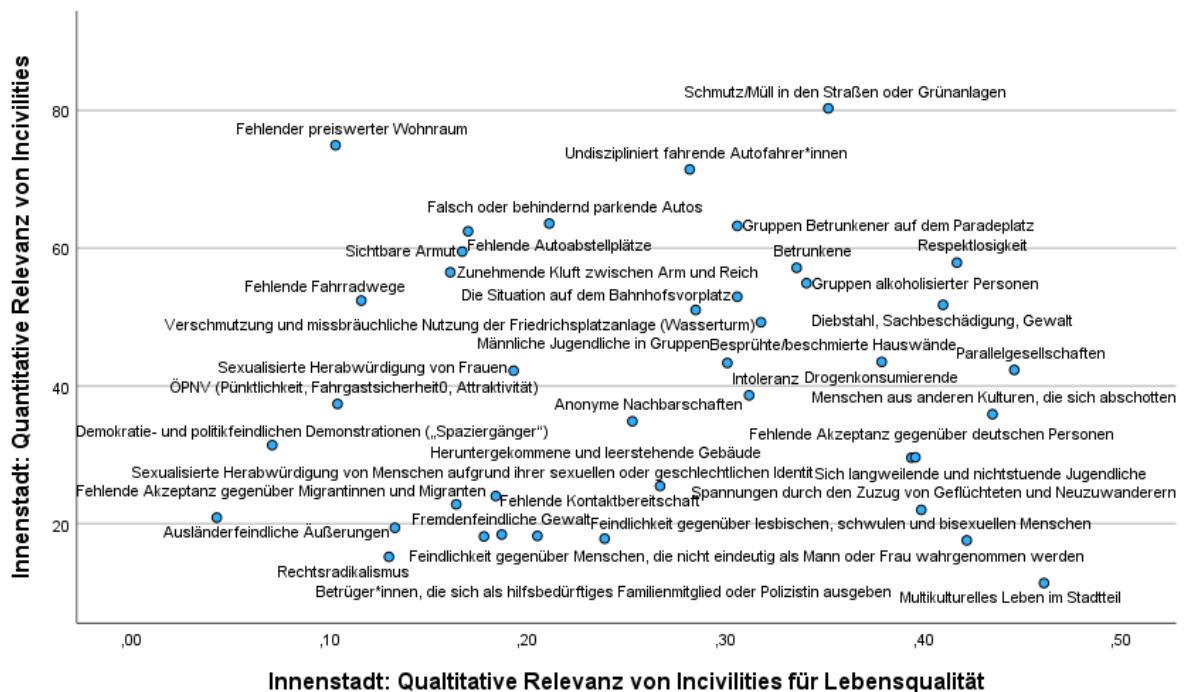 Innenstadt: Quantitative Relevanz von Incivilities
80
60
40
20
Schmutz/Müll in den Straßen oder Grünanlagen
Fehlender preiswerter Wohnraum
Undiszipliniert fahrende Autofahrer*innen
Falsch oder behindernd parkende Autos
Gruppen Betrunkener auf dem Paradeplatz
Sichtbare Armut
Fehlende Autoabstellplätze
Betrunkene
Respektlosigkeit
Zunehmende Kluft zwischen Arm und Reich
Fehlende Fahrradwege
Die Situation auf dem Bahnhofsvorplatz
Gruppen alkoholisierter Personen
Verschmutzung und missbräuchliche Nutzung der Friedrichsplatzanlage (Wasserturm)
Diebstahl, Sachbeschädigung, Gewalt
Männliche Jugendliche in Gruppen
Besprühte/beschmierte Hauswände
Parallelgesellschaften
Sexualisierte Herabwürdigung von Frauen
Intoleranz
Drogenkonsumierende
ÖPNV (Pünktlichkeit, Fahrgastsicherheit0, Attraktivität)
Anonyme Nachbarschaften
Menschen aus anderen Kulturen, die sich abschotten
Demokratie- und politikfeindlichen Demonstrationen („Spaziergänger“)
Fehlende Akzeptanz gegenüber deutschen Personen
Heruntergekommene und leerstehende Gebäude
Sexualisierte Herabwürdigung von Menschen aufgrund ihrer sexuellen oder geschlechtlichen Identit
Sich langweilende und nichtstuende Jugendliche
Fehlende Akzeptanz gegenüber Migrantinnen und Migranten
Fehlende Kontaktbereitschaft
Spannungen durch den Zuzug von Geflüchteten und Neuzuwanderern
Ausländerfeindliche Äußerungen
Fremdenfeindliche Gewalt
Feindlichkeit gegenüber lesbischen, schwulen und bisexuellen Menschen
Feindlichkeit gegenüber Menschen, die nicht eindeutig als Mann oder Frau wahrgenommen werden
Rechtsradikalismus
Betrüger*innen, die sich als hilfsbedürftiges Familienmitglied oder Polizistin ausgeben
Multikulturelles Leben im Stadtteil
,00 ,10 ,20 ,30 ,40 ,50
Innenstadt: Qualtitative Relevanz von Incivilities für Lebensqualität